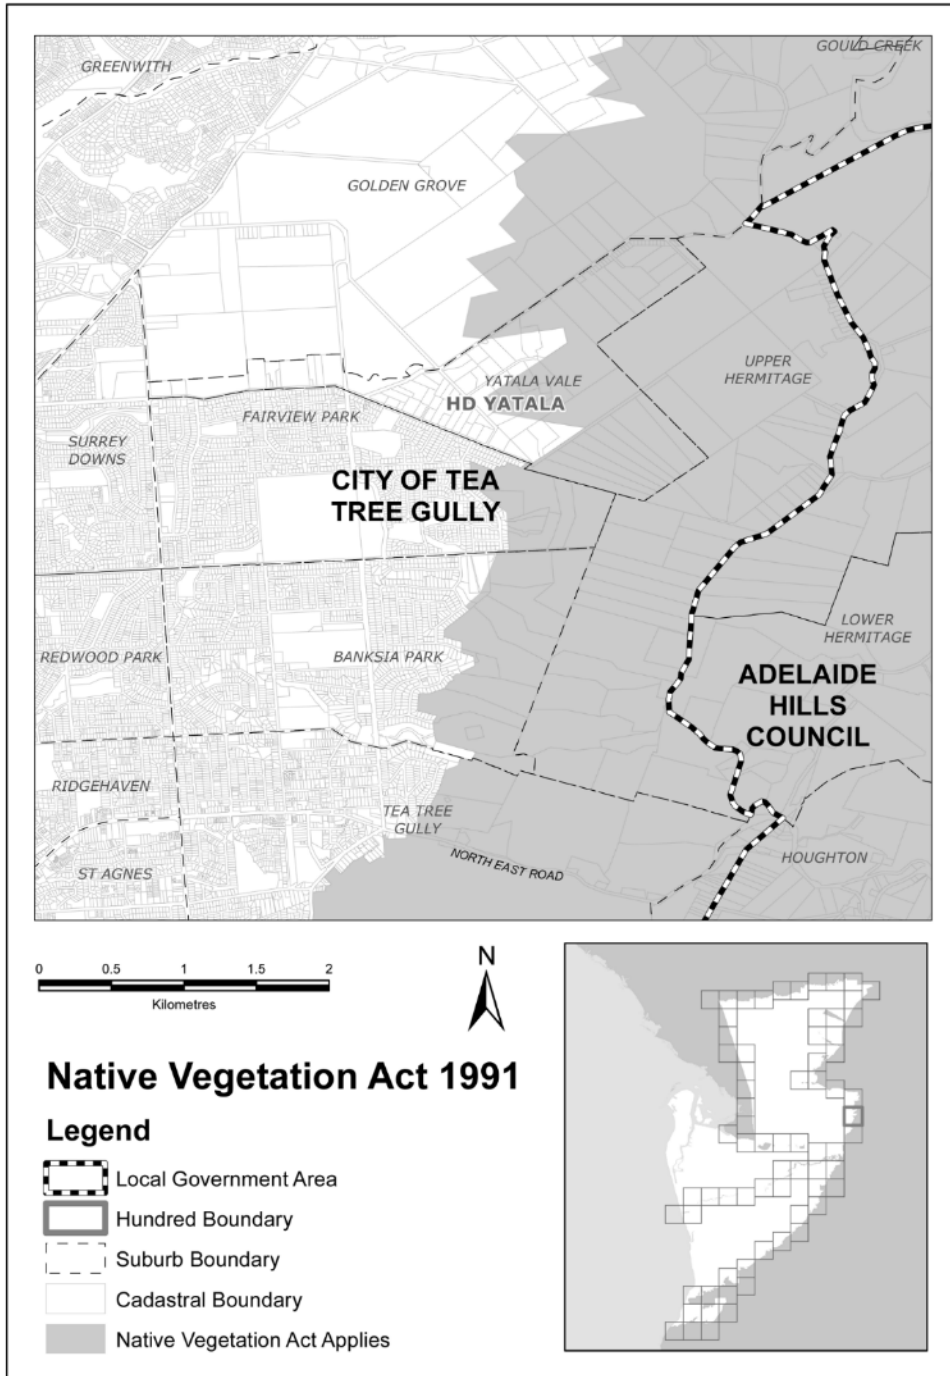 GOULD CREEK
GREENWITH
GOLDEN GROVE
UPPER
HERMITAGE
YATALA VALE
HD YATALA
FAIRVIEW PARK
SURREY
DOWNS
CITY OF TEA
TREE GULLY
LOWER
HERMITAGE
REDWOOD PARK
BANKSIA PARK
ADELAIDE
HILLS
COUNCIL
RIDGEHAVEN
TEA TREE
GULLY
NORTH EAST ROAD
HOUGHTON
ST AGNES
0 0.5 1 1.5 2
Kilometres
N
Native Vegetation Act 1991
Legend
Local Government Area
Hundred Boundary
Suburb Boundary
Cadastral Boundary
Native Vegetation Act Applies